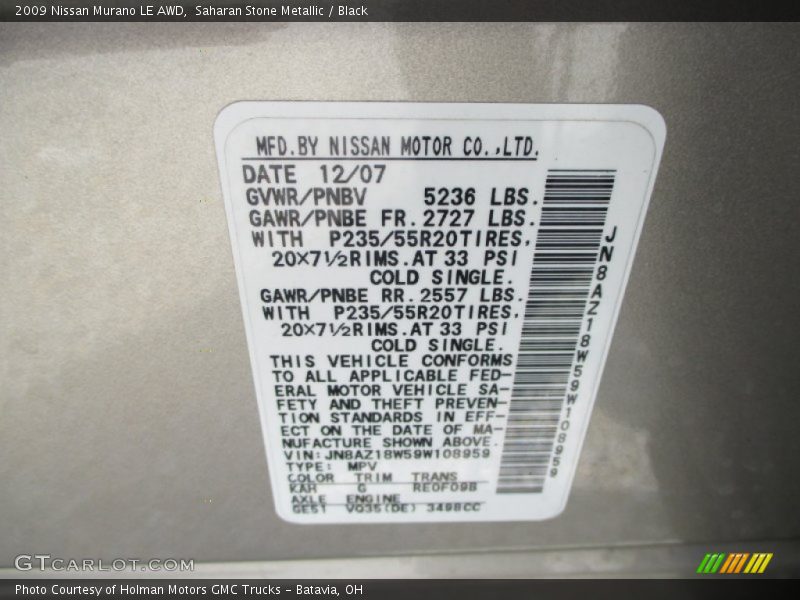 2009 Nissan Murano LE AWD,  Saharan Stone Metallic / Black
MFD.BY NISSAN MOTOR CO.,LTD.
DATE 12/07
GVWR/PNBV 5236 LBS.
GAWR/PNBE FR. 2727 LBS.
WITH P235/55R20TIRES,
20X7½RIMS.AT 33 PSI
COLD SINGLE.
GAWR/PNBE RR. 2557 LBS.
WITH P235/55R20TIRES,
20X7½RIMS.AT 33 PSI
COLD SINGLE.
THIS VEHICLE CONFORMS
TO ALL APPLICABLE FED-
ERAL MOTOR VEHICLE SA-
FETY AND THEFT PREVEN-
TION STANDARDS IN EFF-
ECT ON THE DATE OF MA-
NUFACTURE SHOWN ABOVE.
VIN:JN8AZ18W59W108959
TYPE: MPV
COLOR TRIM TRANS
KAH G RE0F09B
AXLE ENGINE
GE51 VQ35(DE) 3498CC
JN8AZ18W59W108959
GTCARLOT.COM
Photo Courtesy of Holman Motors GMC Trucks - Batavia, OH